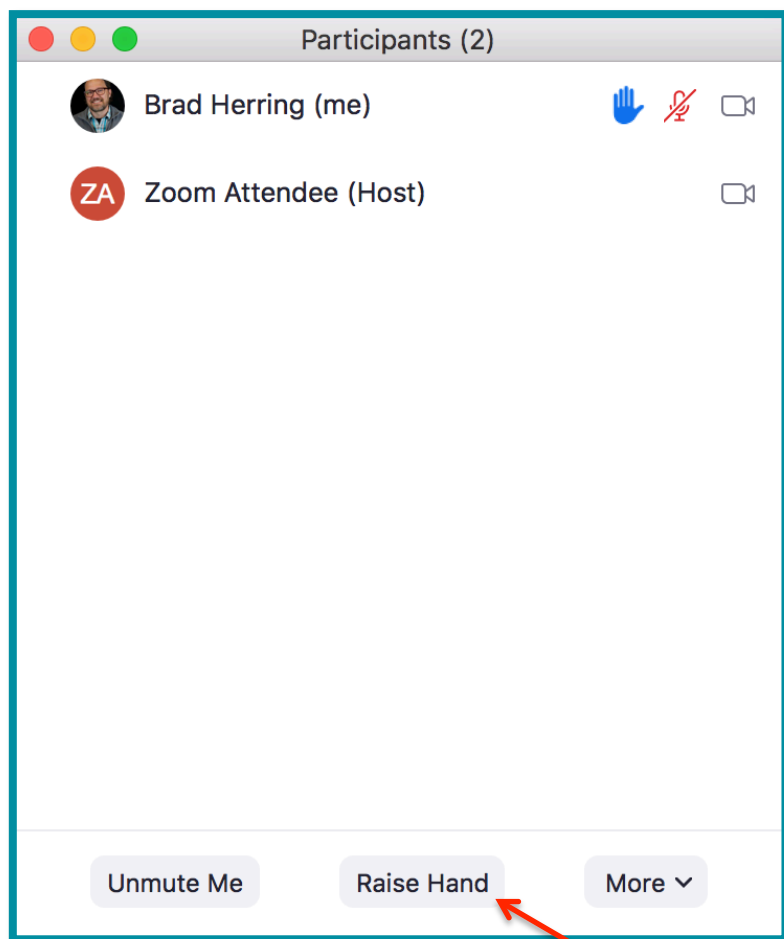 Participants (2)
Brad Herring (me)
ZA Zoom Attendee (Host)
Unmute Me Raise Hand More